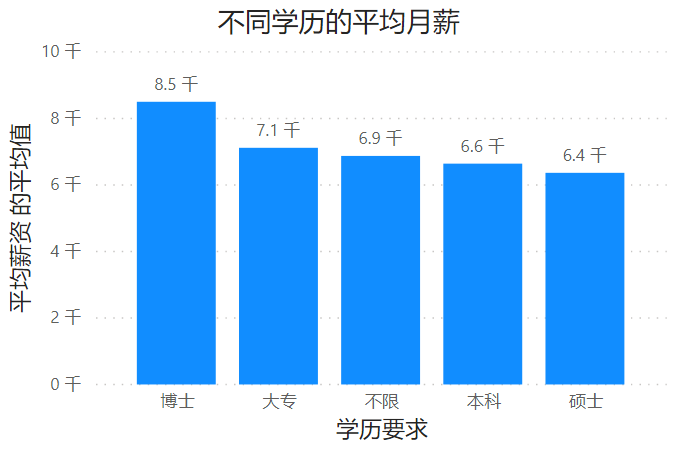 不同学历的平均月薪
10 千
8 千
6 千
4 千
2 千
0 千
平均薪资 的平均值
8.5 千
7.1 千
6.9 千
6.6 千
6.4 千
博士
大专
不限
本科
硕士
学历要求